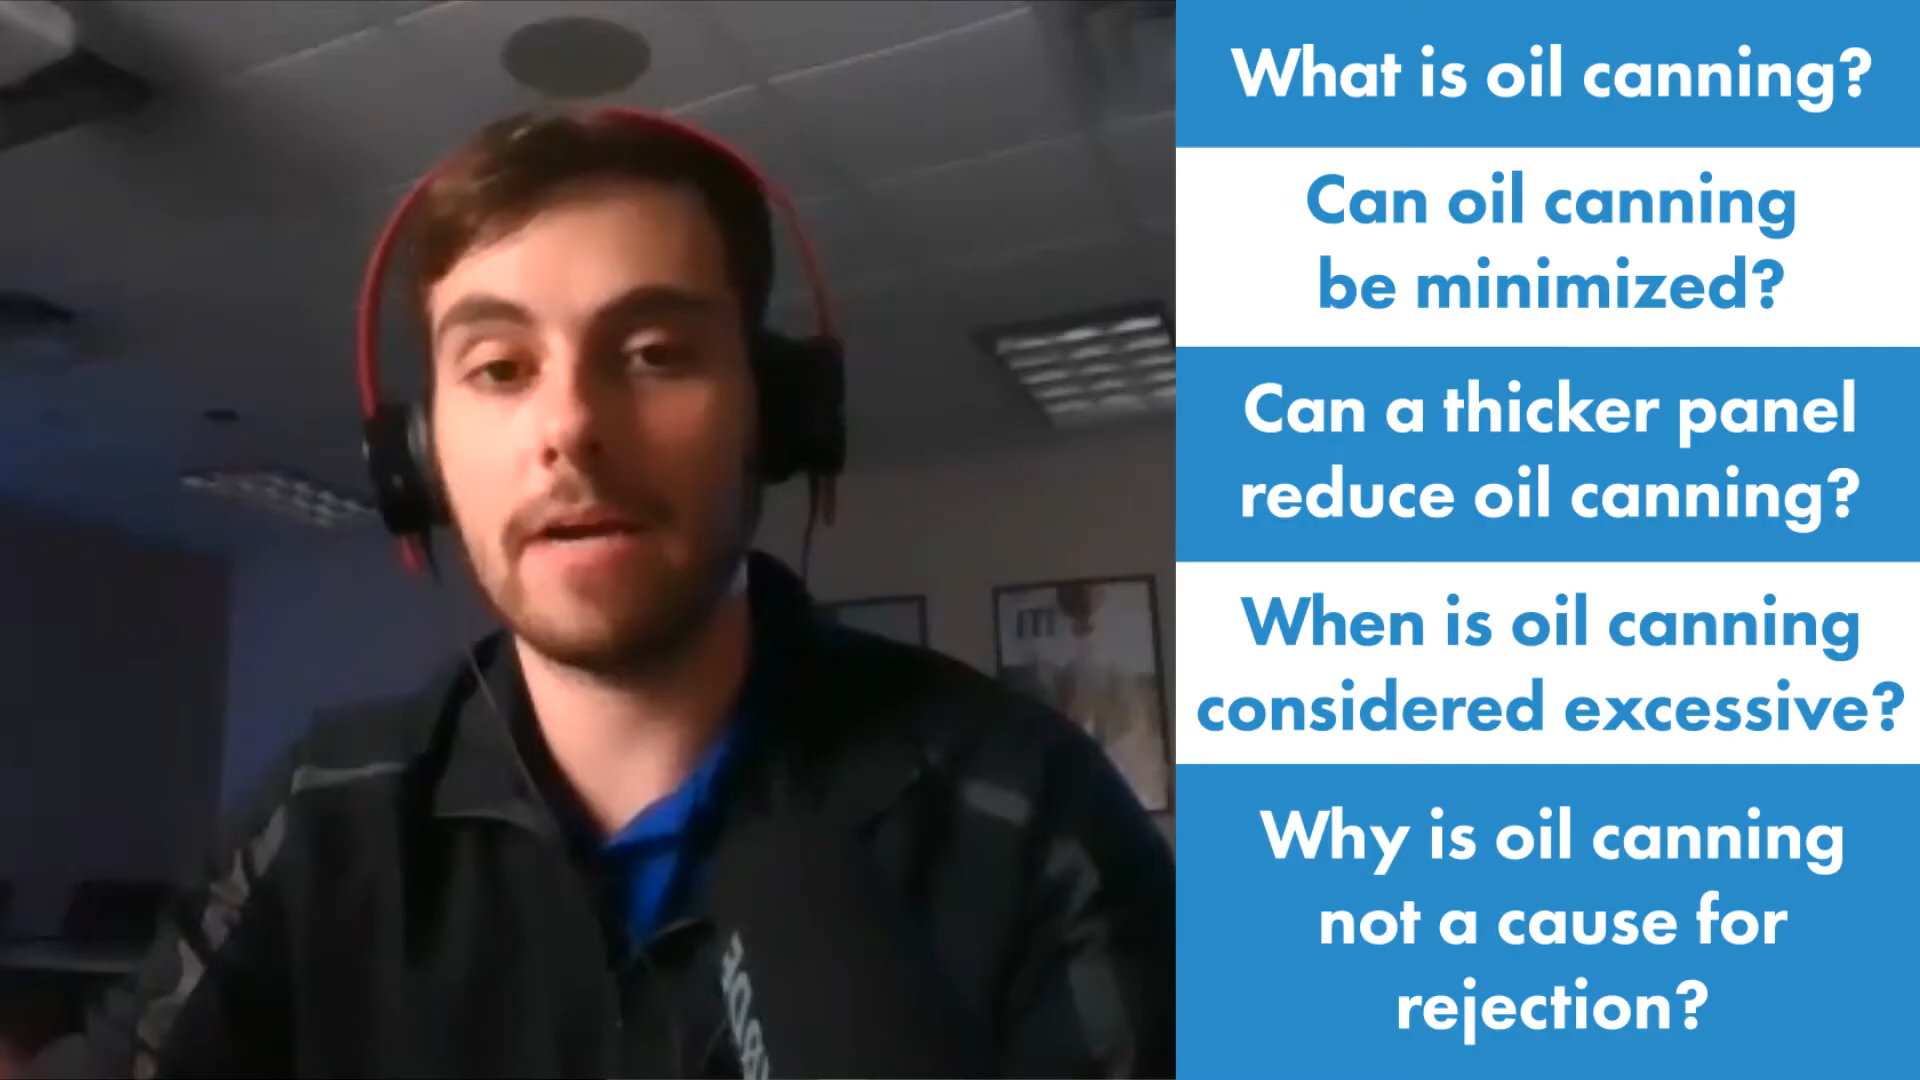 What is oil canning?
Can oil canning
be minimized?
Can a thicker panel
reduce oil canning?
When is oil canning
considered excessive?
Why is oil canning
not a cause for
rejection?